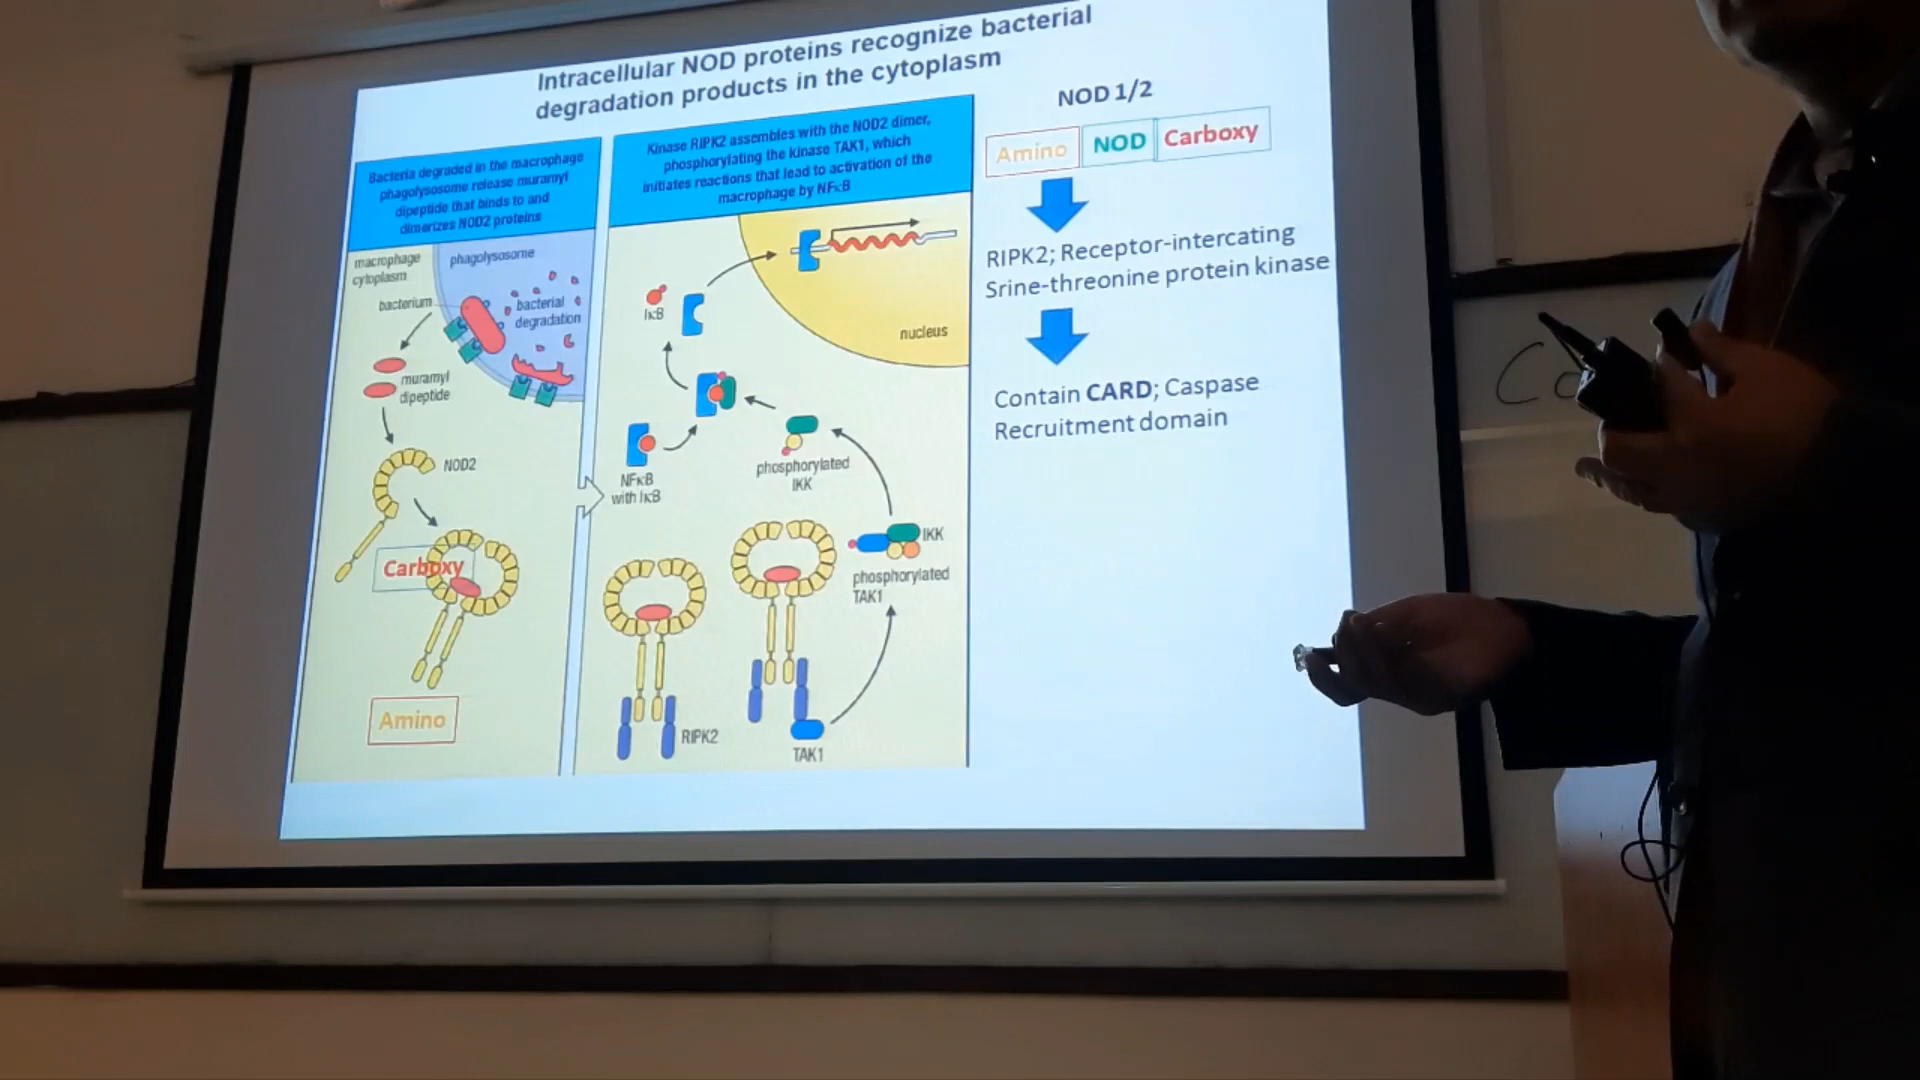 Intracellular NOD proteins recognize bacterial
degradation products in the cytoplasm
Bacteria degraded in the macrophage
phagolysosome release muramyl
dipeptide that binds to and
dimerizes NOD2 proteins
macrophage
cytoplasm
phagolysosome
bacterium
bacterial
degradation
muramyl
dipeptide
NOD2
Carboxy
Amino
Kinase RIPK2 assembles with the NOD2 dimer,
phosphorylating the kinase TAK1, which
initiates reactions that lead to activation of the
macrophage by NFκB
IκB
nucleus
NFκB
with IκB
phosphorylated
IKK
IKK
phosphorylated
TAK1
RIPK2
TAK1
NOD 1/2
Amino NOD Carboxy
RIPK2; Receptor-intercating
Srine-threonine protein kinase
Contain CARD; Caspase
Recruitment domain